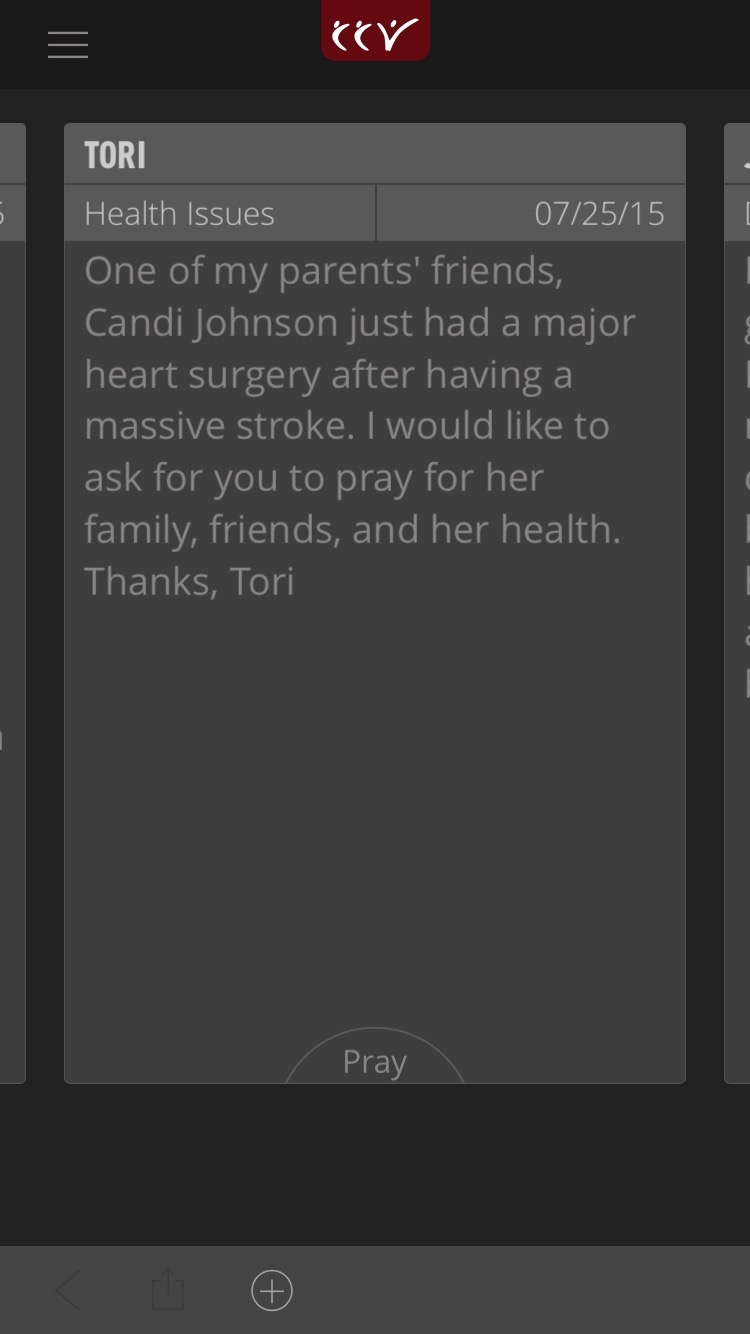 CCV
TORI
Health Issues
07/25/15
One of my parents' friends,
Candi Johnson just had a major
heart surgery after having a
massive stroke. I would like to
ask for you to pray for her
family, friends, and her health.
Thanks, Tori
Pray